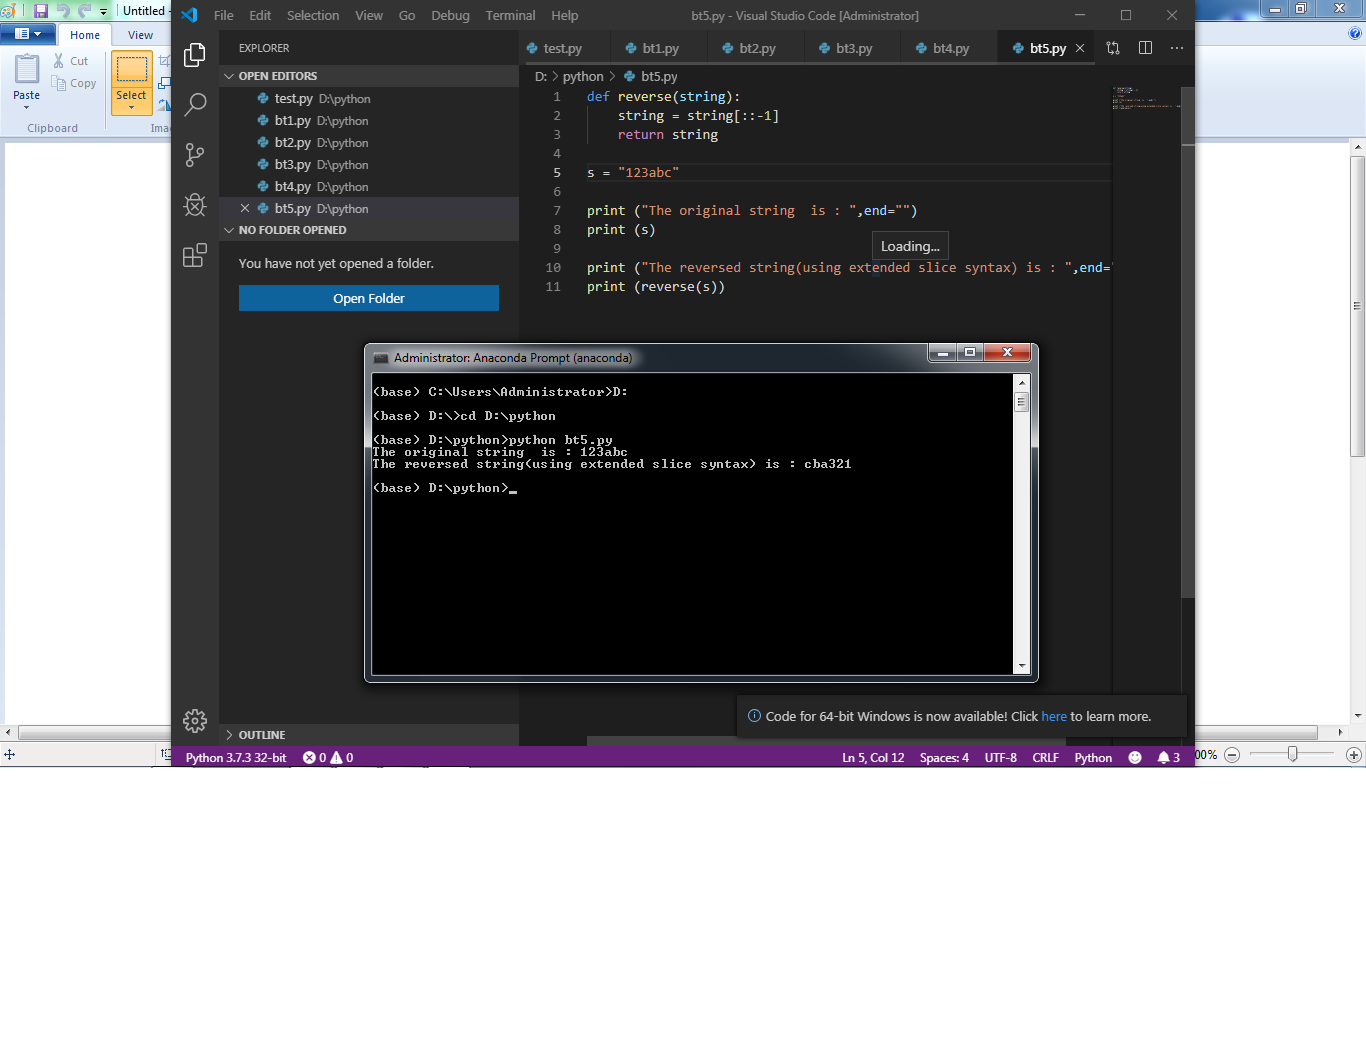 Untitled -
Home View
Paste
Cut
Copy
Clipboard
Select
Ima
File Edit Selection View Go Debug Terminal Help
bt5.py - Visual Studio Code [Administrator]
EXPLORER
OPEN EDITORS
test.py D:\python
bt1.py D:\python
bt2.py D:\python
bt3.py D:\python
bt4.py D:\python
bt5.py D:\python
NO FOLDER OPENED
You have not yet opened a folder.
Open Folder
OUTLINE
test.py bt1.py bt2.py bt3.py bt4.py bt5.py
D: > python > bt5.py
1 def reverse(string):
2 string = string[::-1]
3 return string
4
5 s = "123abc"
6
7 print ("The original string  is : ",end="")
8 print (s)
9
Loading...
10 print ("The reversed string(using extended slice syntax) is : ",end="
11 print (reverse(s))
Administrator: Anaconda Prompt (anaconda)
(base) C:\Users\Administrator>D:
(base) D:\>cd D:\python
(base) D:\python>python bt5.py
The original string  is : 123abc
The reversed string(using extended slice syntax) is : cba321
(base) D:\python>
Code for 64-bit Windows is now available! Click here to learn more.
Python 3.7.3 32-bit 0 0 Ln 5, Col 12 Spaces: 4 UTF-8 CRLF Python 3
00%